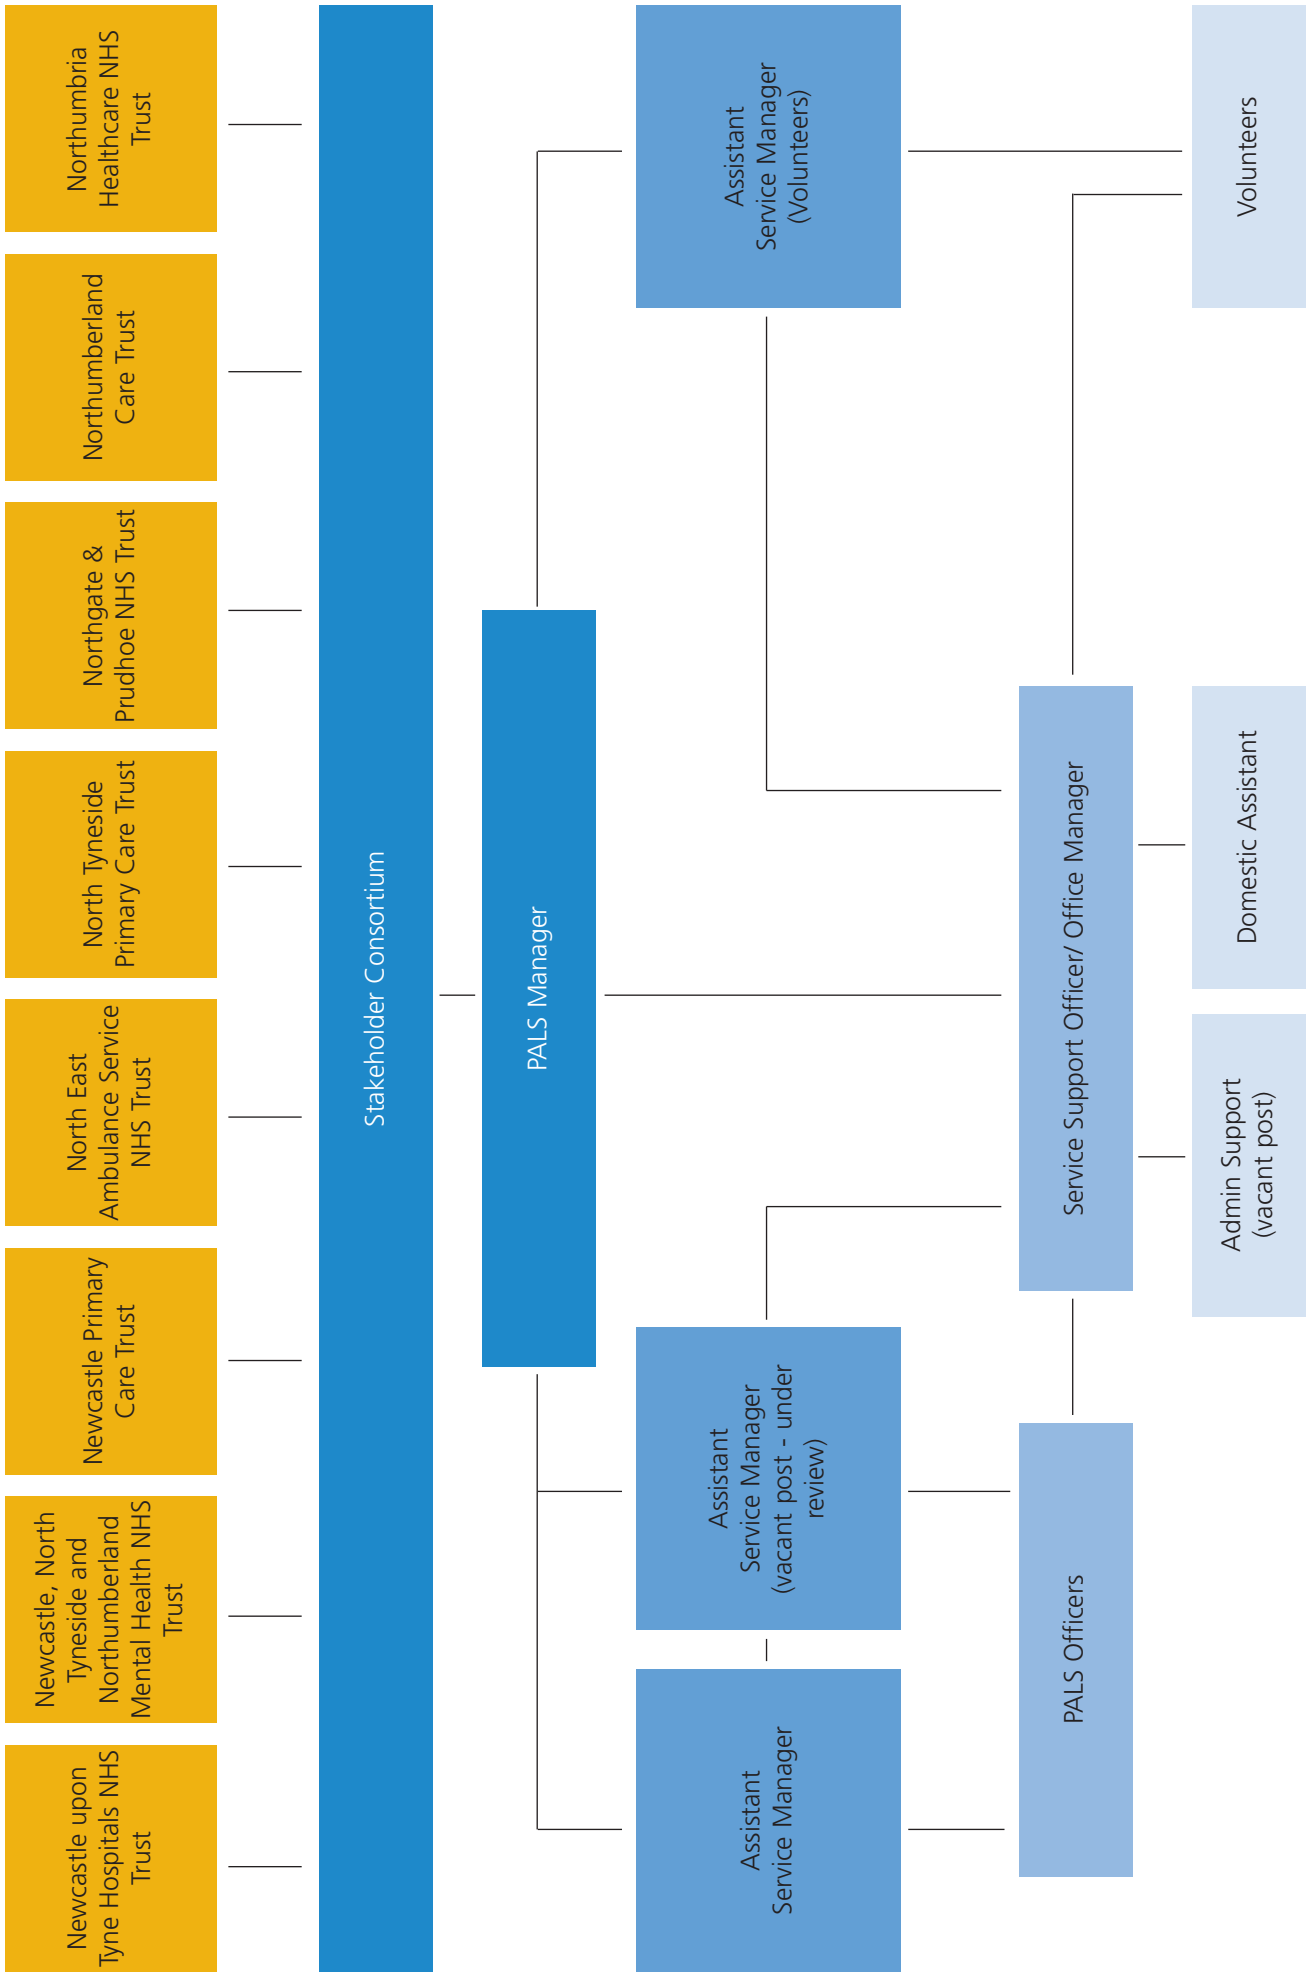 Newcastle upon
Tyne Hospitals NHS
Trust
Newcastle, North
Tyneside and
Northumberland
Mental Health NHS
Trust
Newcastle Primary
Care Trust
North East
Ambulance Service
NHS Trust
North Tyneside
Primary Care Trust
Northgate &
Prudhoe NHS Trust
Northumberland
Care Trust
Northumbria
Healthcare NHS
Trust
Stakeholder Consortium
PALS Manager
Assistant
Service Manager
Assistant
Service Manager
(vacant post - under
review)
Assistant
Service Manager
(Volunteers)
PALS Officers
Service Support Officer/ Office Manager
Admin Support
(vacant post)
Domestic Assistant
Volunteers